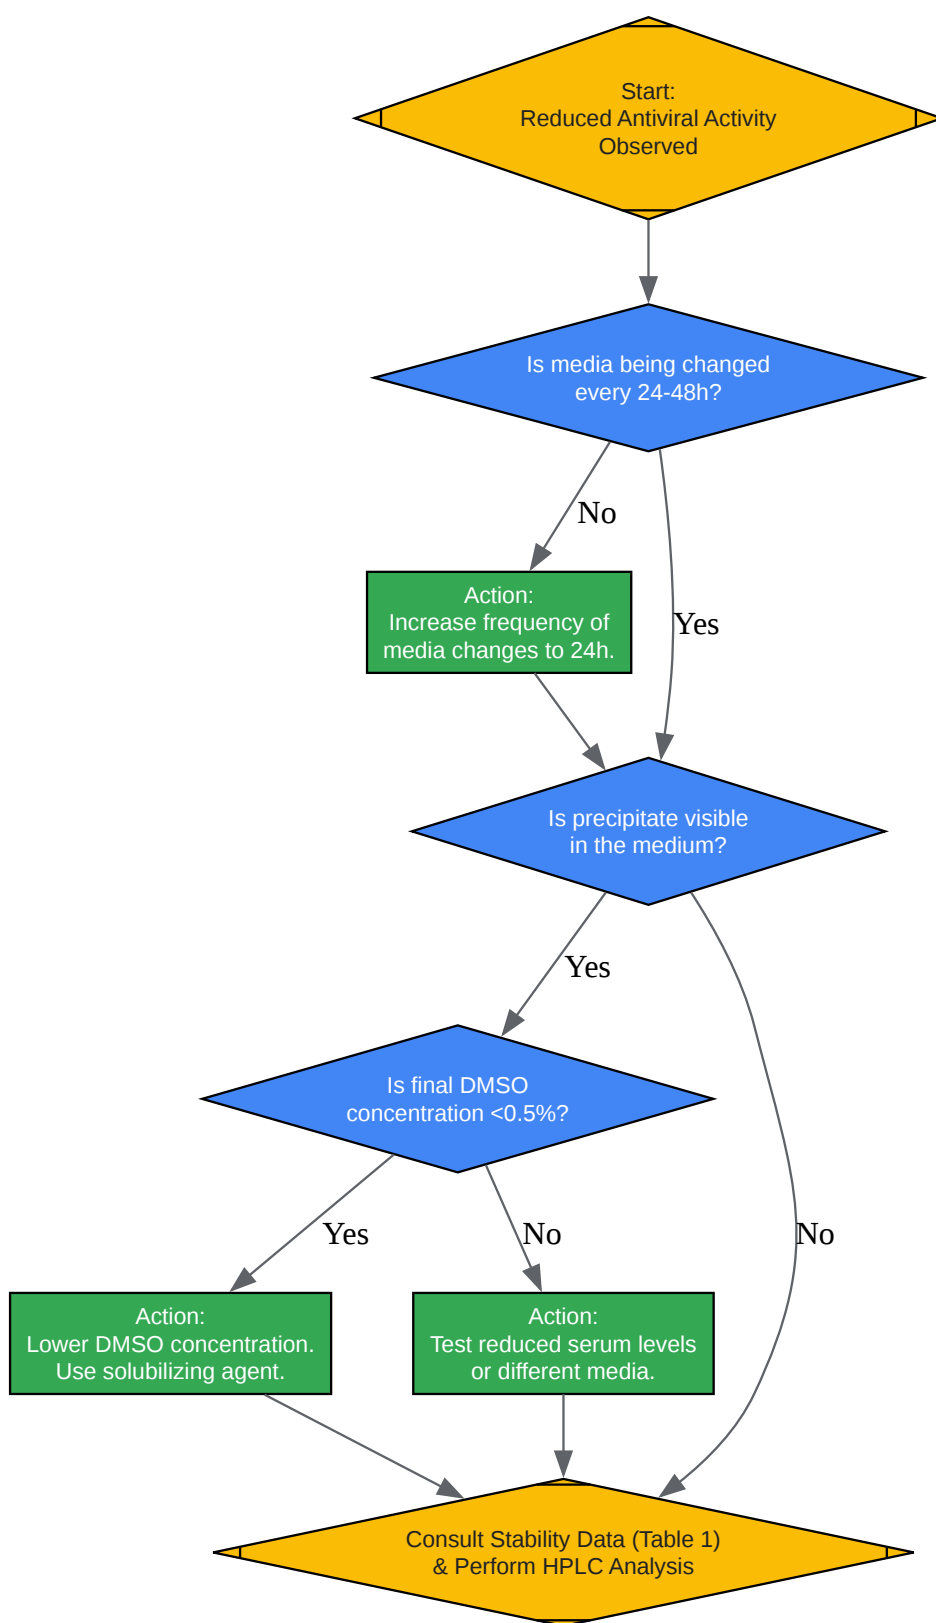 Start:
Reduced Antiviral Activity
Observed
Is media being changed
every 24-48h?
No
Action:
Increase frequency of
media changes to 24h.
Yes
Is precipitate visible
in the medium?
Yes
Is final DMSO
concentration <0.5%?
Yes
No
No
Action:
Lower DMSO concentration.
Use solubilizing agent.
Action:
Test reduced serum levels
or different media.
Consult Stability Data (Table 1)
& Perform HPLC Analysis